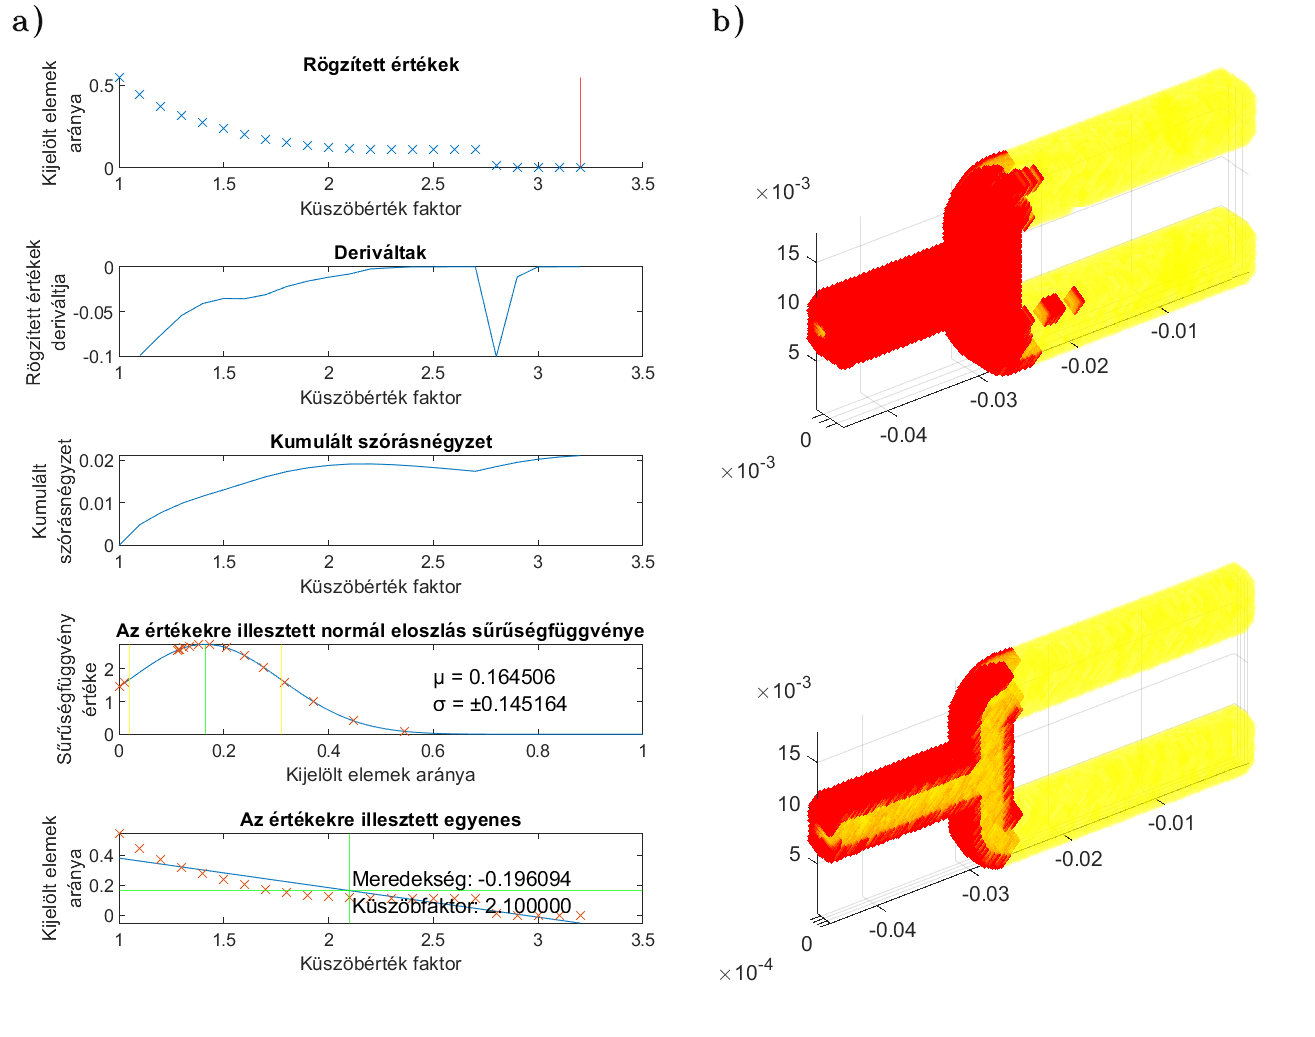 a)
Rögzített értékek
Kijelölt elemek
aránya
0.5
0
1
1.5
2
2.5
3
3.5
Küszöbérték faktor
Deriváltak
Rögzített értékek
deriváltja
0
-0.05
-0.1
1
1.5
2
2.5
3
3.5
Küszöbérték faktor
Kumulált szórásnégyzet
Kumulált
szórásnégyzet
0.02
0.01
0
1
1.5
2
2.5
3
3.5
Küszöbérték faktor
Az értékekre illesztett normál eloszlás sűrűségfüggvénye
Sűrűségfüggvény
értéke
2
1
0
μ = 0.164506
σ = ±0.145164
0
0.2
0.4
0.6
0.8
1
Kijelölt elemek aránya
Az értékekre illesztett egyenes
Kijelölt elemek
aránya
0.4
0.2
0
Meredekség: -0.196094
Küszöbfaktor: 2.100000
1
1.5
2
2.5
3
3.5
Küszöbérték faktor
b)
×10⁻³
15
10
5
0
-0.01
-0.02
-0.03
-0.04
×10⁻³
×10⁻³
15
10
5
0
-0.01
-0.02
-0.03
-0.04
×10⁻⁴